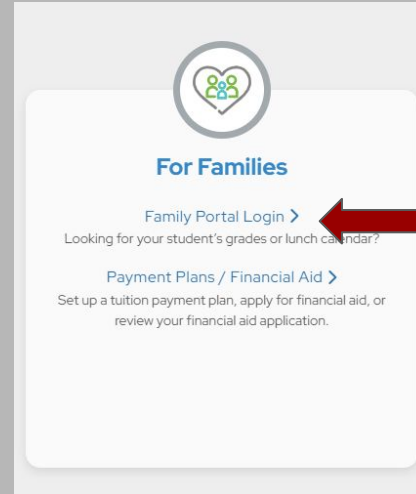 For Families
Family Portal Login >
Looking for your student's grades or lunch calendar?
Payment Plans / Financial Aid >
Set up a tuition payment plan, apply for financial aid, or
review your financial aid application.